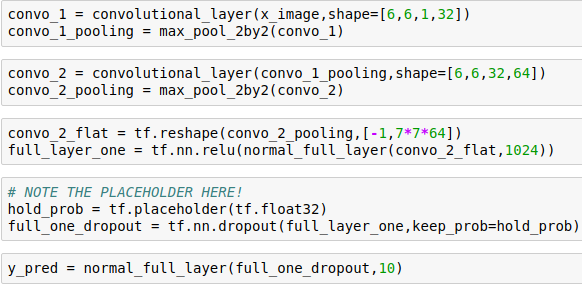 convo_1 = convolutional_layer(x_image,shape=[6,6,1,32])
convo_1_pooling = max_pool_2by2(convo_1)
convo_2 = convolutional_layer(convo_1_pooling,shape=[6,6,32,64])
convo_2_pooling = max_pool_2by2(convo_2)
convo_2_flat = tf.reshape(convo_2_pooling,[-1,7*7*64])
full_layer_one = tf.nn.relu(normal_full_layer(convo_2_flat,1024))
# NOTE THE PLACEHOLDER HERE!
hold_prob = tf.placeholder(tf.float32)
full_one_dropout = tf.nn.dropout(full_layer_one,keep_prob=hold_prob)
y_pred = normal_full_layer(full_one_dropout,10)